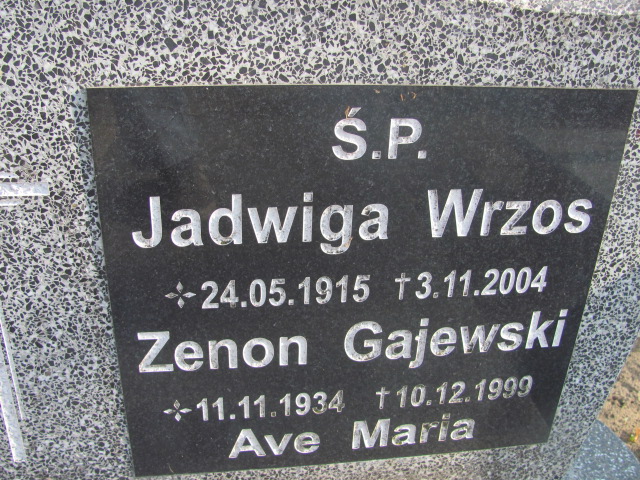 Ś.P.
Jadwiga Wrzos
24.05.1915 †3.11.2004
Zenon Gajewski
11.11.1934 †10.12.1999
Ave Maria